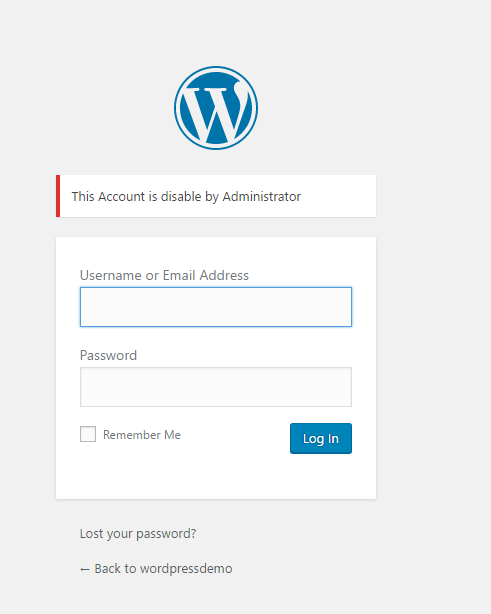 This Account is disable by Administrator
Username or Email Address
Password
Remember Me
Log In
Lost your password?
← Back to wordpressdemo